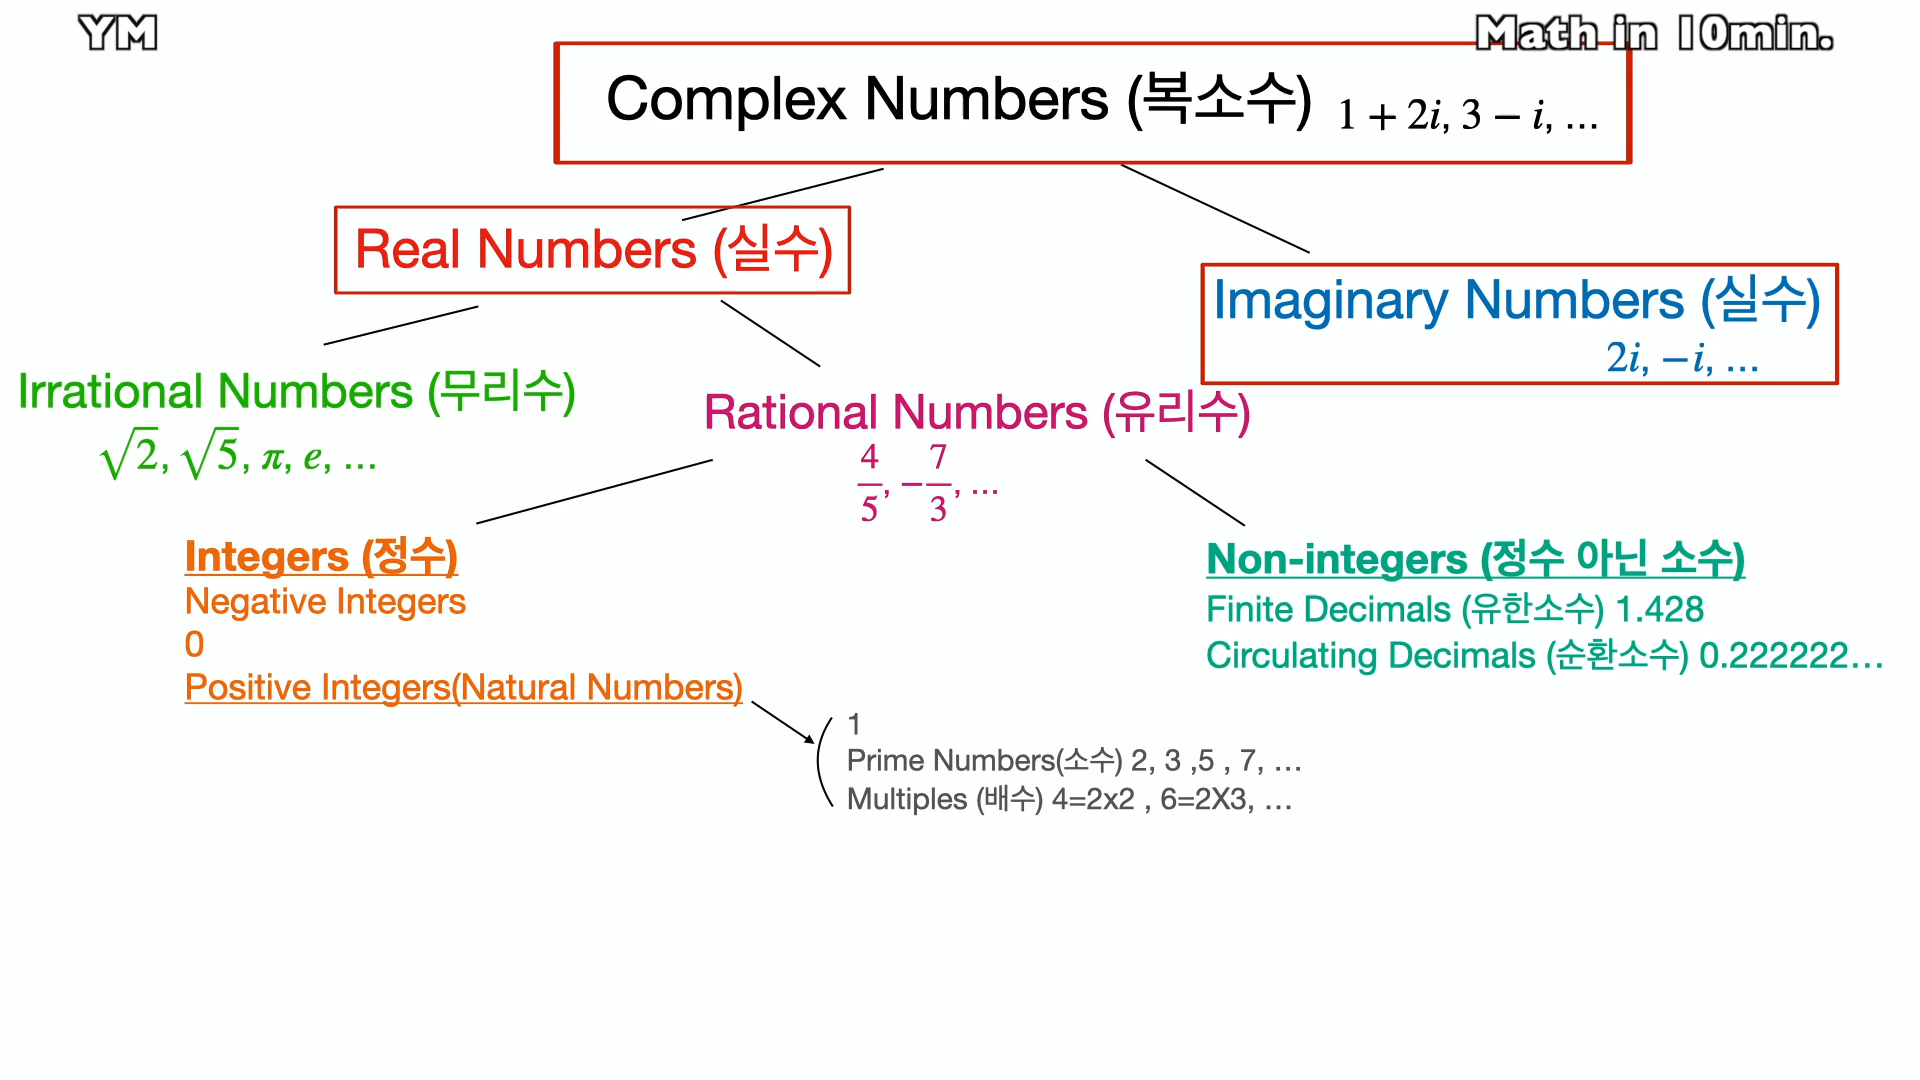 YM
Math in 10min.
Complex Numbers (복소수) 1 + 2i, 3 − i, ...
Real Numbers (실수)
Imaginary Numbers (실수)
2i, −i, ...
Irrational Numbers (무리수)
√2, √5, π, e, ...
Rational Numbers (유리수)
4/5, −7/3, ...
Integers (정수)
Negative Integers
0
Positive Integers(Natural Numbers)
Non-integers (정수 아닌 소수)
Finite Decimals (유한소수) 1.428
Circulating Decimals (순환소수) 0.222222...
1
Prime Numbers(소수) 2, 3 ,5 , 7, ...
Multiples (배수) 4=2x2 , 6=2X3, ...